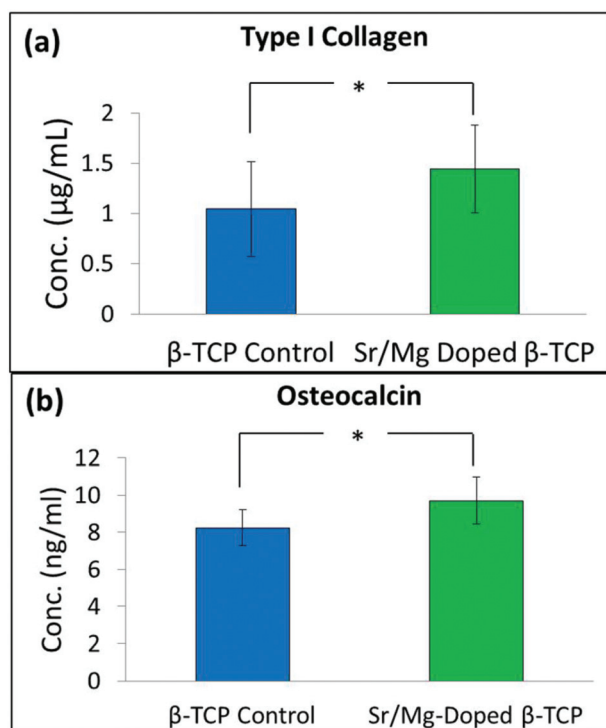 (a)
Type I Collagen
*
Conc. (µg/mL)
2
1.5
1
0.5
0
β-TCP Control Sr/Mg Doped β-TCP
(b)
Osteocalcin
*
Conc. (ng/ml)
12
10
8
6
4
2
0
β-TCP Control Sr/Mg-Doped β-TCP